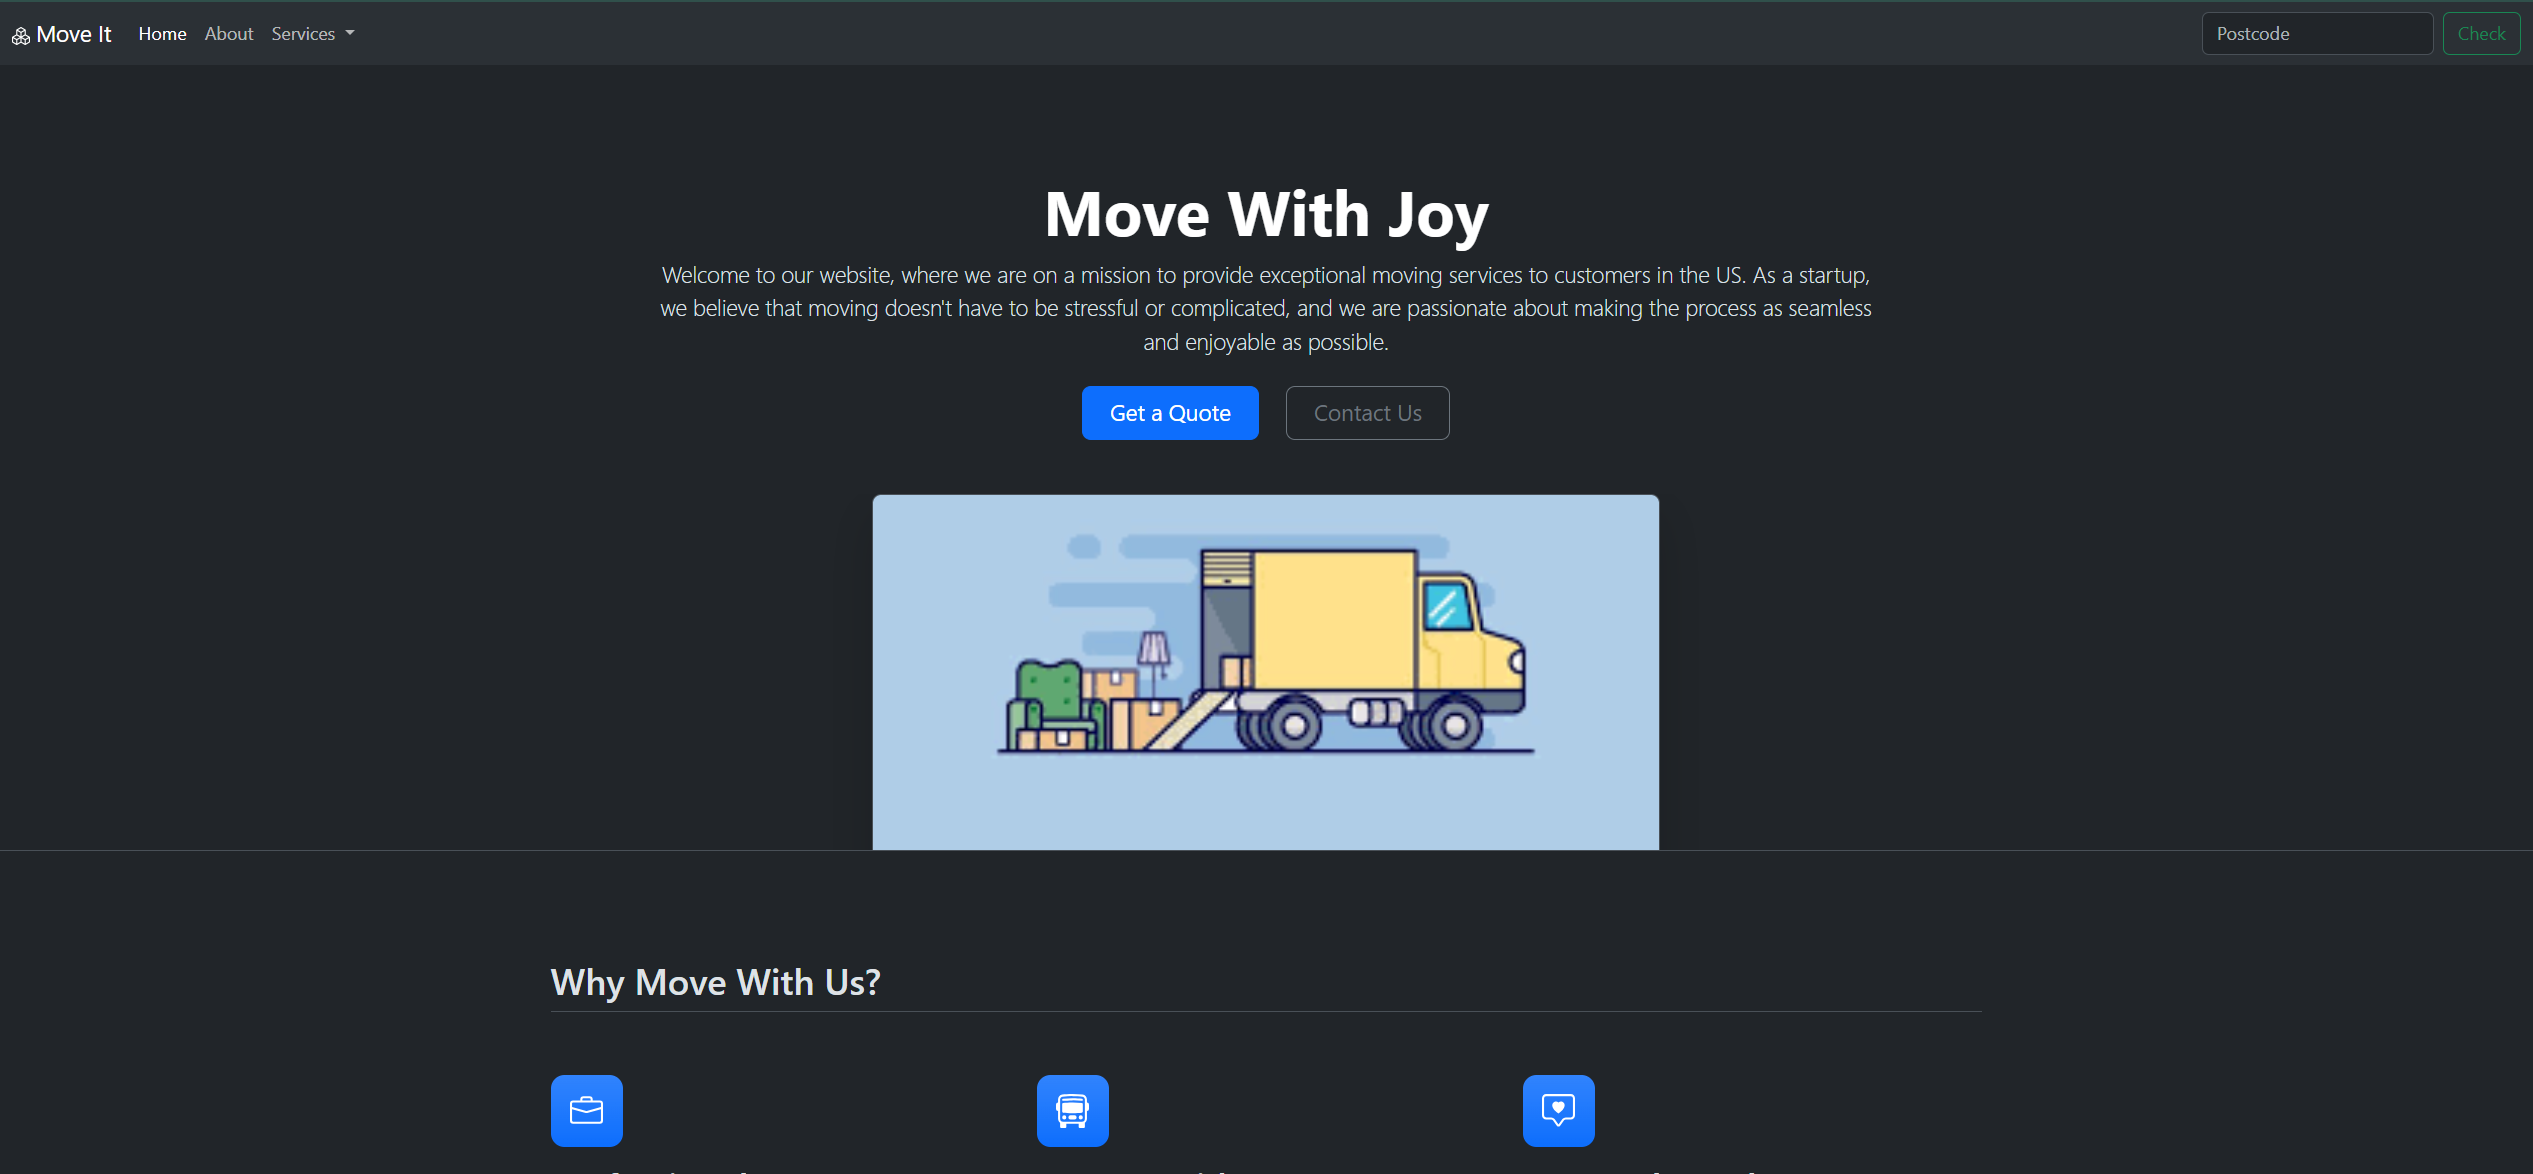 Move It Home About Services Postcode Check
Move With Joy
Welcome to our website, where we are on a mission to provide exceptional moving services to customers in the US. As a startup,
we believe that moving doesn't have to be stressful or complicated, and we are passionate about making the process as seamless
and enjoyable as possible.
Get a Quote Contact Us
Why Move With Us?